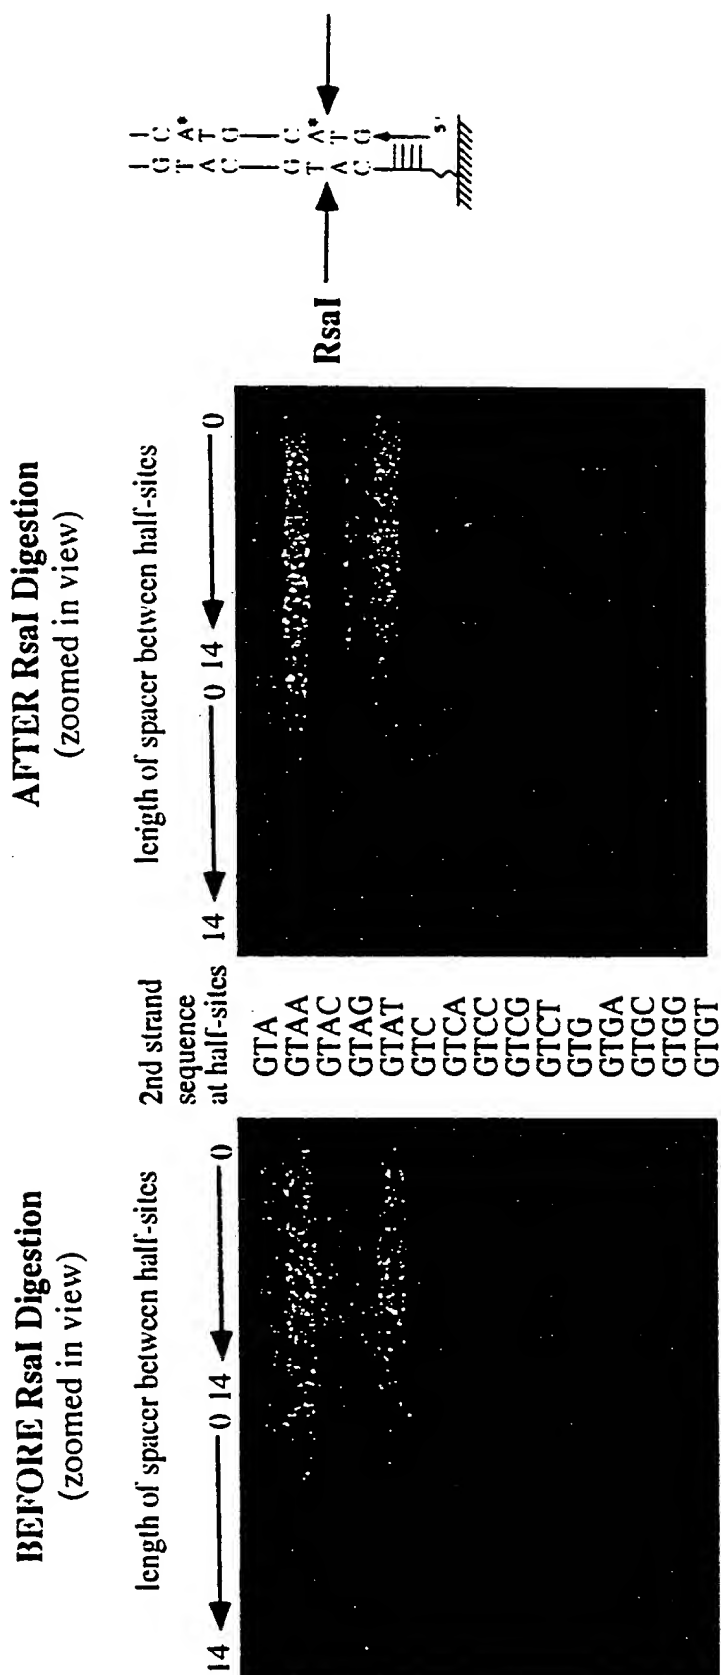 BEFORE RsaI Digestion
(zoomed in view)
length of spacer between half-sites
14 0 14 0
2nd strand
sequence
at half-sites
GTA
GTAA
GTAC
GTAG
GTAT
GTC
GTCA
GTCC
GTCG
GTCT
GTG
GTGA
GTGC
GTGG
GTGT
AFTER RsaI Digestion
(zoomed in view)
length of spacer between half-sites
14 0 14 0
RsaI
G C
T A*
A T
C G
G C
T A*
A T
C G
5'